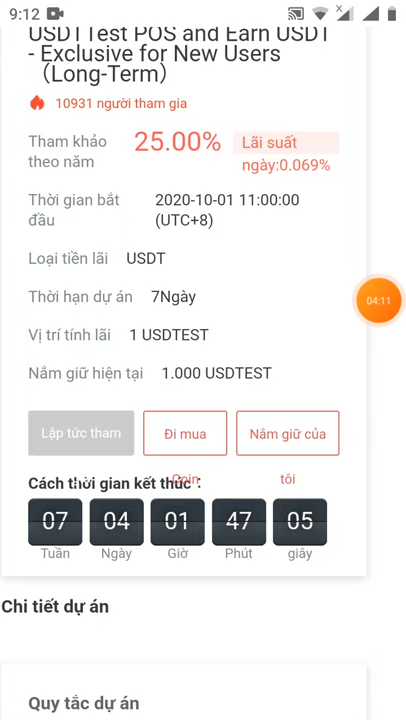 9:12
x
USDTTest POS and Earn USDT
- Exclusive for New Users
（Long-Term）
10931 người tham gia
Tham khảo
theo năm
25.00%
Lãi suất
ngày:0.069%
Thời gian bắt
đầu
2020-10-01 11:00:00
(UTC+8)
Loại tiền lãi USDT
Thời hạn dự án 7Ngày
Vị trí tính lãi 1 USDTEST
Nắm giữ hiện tại 1.000 USDTEST
04:11
Lập tức tham
Đi mua
Coin
Nắm giữ của
tôi
Cách thời gian kết thúc：
07 04 01 47 05
Tuần Ngày Giờ Phút giây
Chi tiết dự án
Quy tắc dự án